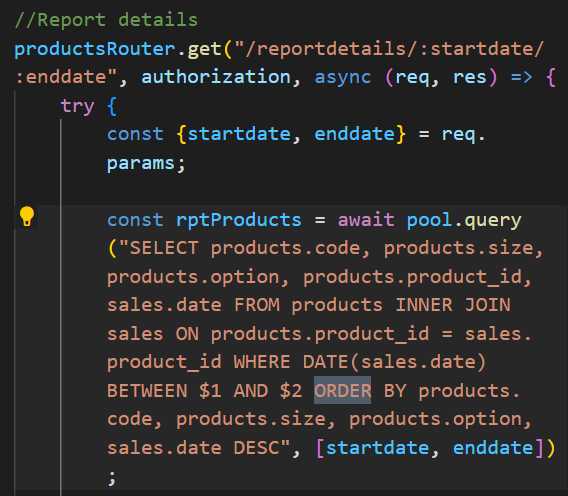 //Report details
productsRouter.get("/reportdetails/:startdate/
:enddate", authorization, async (req, res) => {
try {
const {startdate, enddate} = req.
params;
const rptProducts = await pool.query
("SELECT products.code, products.size,
products.option, products.product_id,
sales.date FROM products INNER JOIN
sales ON products.product_id = sales.
product_id WHERE DATE(sales.date)
BETWEEN $1 AND $2 ORDER BY products.
code, products.size, products.option,
sales.date DESC", [startdate, enddate])
;